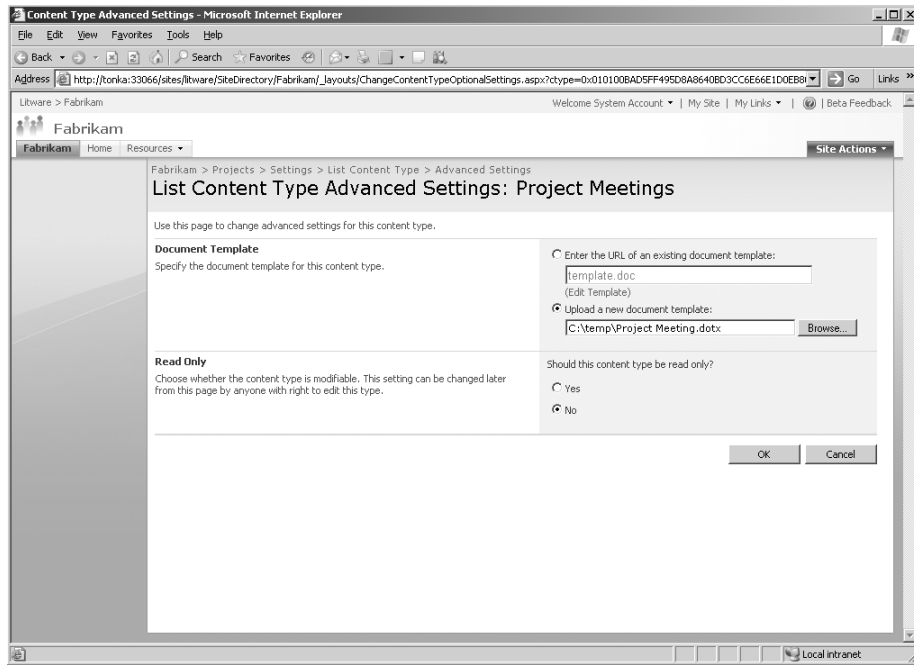 Content Type Advanced Settings - Microsoft Internet Explorer
File Edit View Favorites Tools Help
Back Search Favorites
Address http://tonka:33066/sites/litware/SiteDirectory/Fabrikam/_layouts/ChangeContentTypeOptionalSettings.aspx?ctype=0x010100BAD5FF495D8A8640BD3CC6E66E1D0EB8 Go Links »
Litware > Fabrikam Welcome System Account | My Site | My Links | Beta Feedback
Fabrikam
Fabrikam Home Resources Site Actions
Fabrikam > Projects > Settings > List Content Type > Advanced Settings
List Content Type Advanced Settings: Project Meetings
Use this page to change advanced settings for this content type.
Document Template
Specify the document template for this content type.
Enter the URL of an existing document template:
template.doc
(Edit Template)
Upload a new document template:
C:\temp\Project Meeting.dotx Browse...
Read Only
Choose whether the content type is modifiable. This setting can be changed later
from this page by anyone with right to edit this type.
Should this content type be read only?
Yes
No
OK Cancel
Local intranet